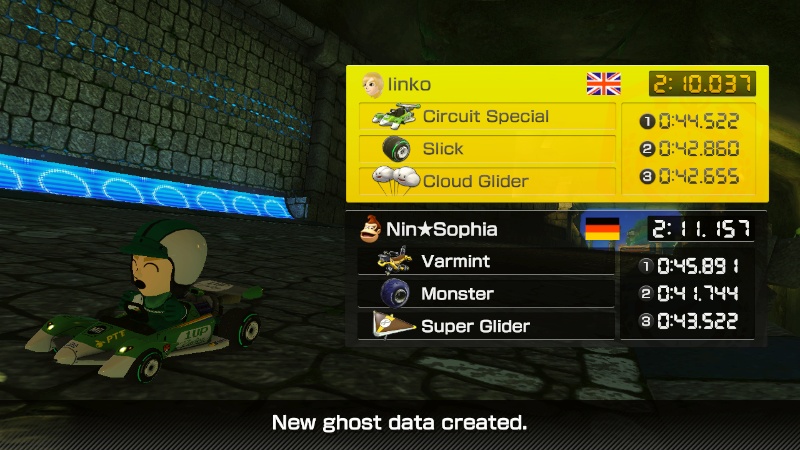 linko 2:10.037
Circuit Special 1 0:44.522
Slick 2 0:42.860
Cloud Glider 3 0:42.655
Nin★Sophia 2:11.157
Varmint 1 0:45.891
Monster 2 0:41.744
Super Glider 3 0:43.522
PTT
1UP
New ghost data created.